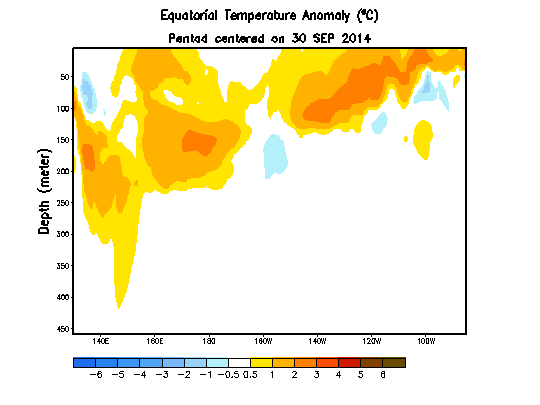 Equatorial Temperature Anomaly (°C)
Pentad centered on 30 SEP 2014
Depth (meter)
50
100
150
200
250
300
350
400
450
140E 160E 180 160W 140W 120W 100W
-6 -5 -4 -3 -2 -1 -0.5 0.5 1 2 3 4 5 6